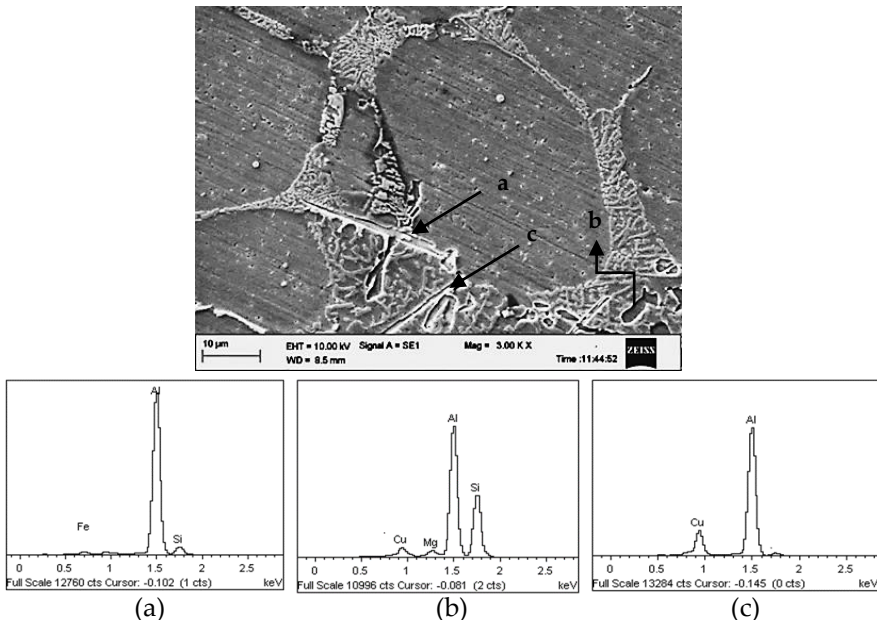 a
c
b
10 µm
EHT = 10.00 kV Signal A = SE1 Mag = 3.00 K X
WD = 8.5 mm Time :11:44:52
ZEISS
Al
Fe
Si
0 0.5 1 1.5 2 2.5
Full Scale 12760 cts Cursor: -0.102 (1 cts) keV
Al
Si
Cu Mg
0 0.5 1 1.5 2 2.5
Full Scale 10996 cts Cursor: -0.081 (2 cts) keV
Al
Cu
0 0.5 1 1.5 2 2.5
Full Scale 13284 cts Cursor: -0.145 (0 cts) keV
(a) (b) (c)